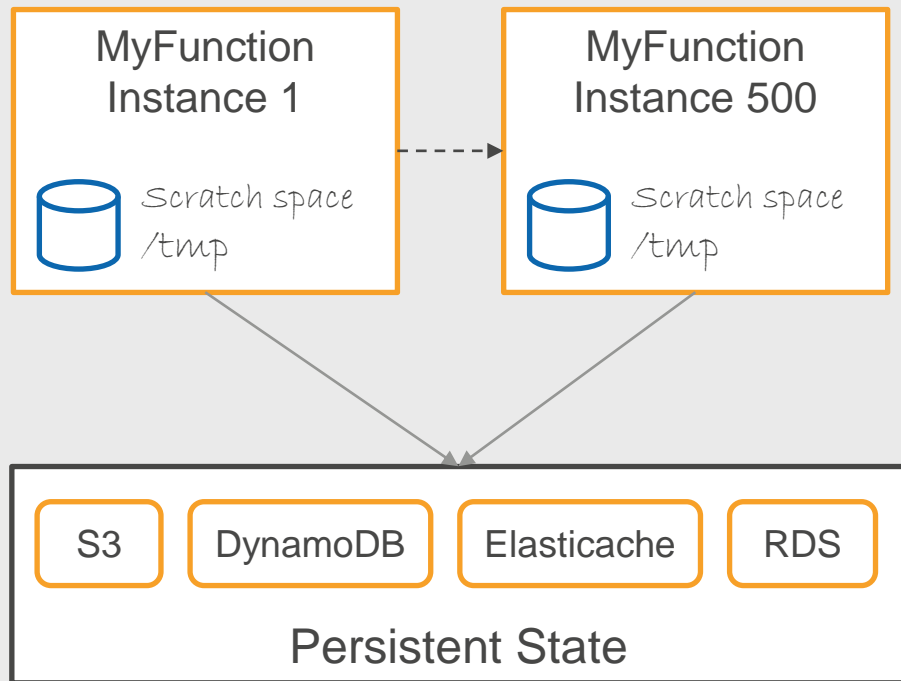 MyFunction
Instance 1
Scratch space
/tmp
MyFunction
Instance 500
Scratch space
/tmp
S3
DynamoDB
Elasticache
RDS
Persistent State